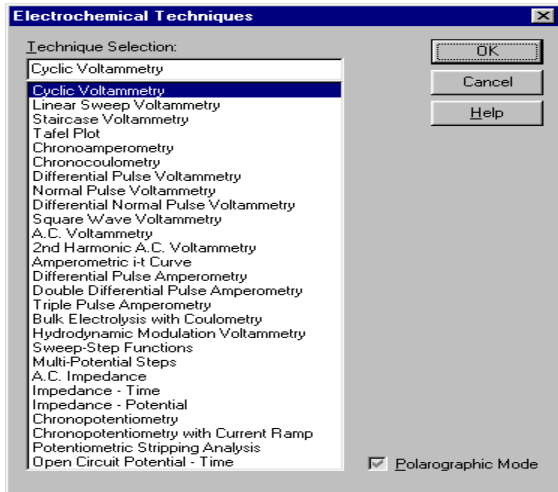 Electrochemical Techniques
Technique Selection:
Cyclic Voltammetry
Cyclic Voltammetry
Linear Sweep Voltammetry
Staircase Voltammetry
Tafel Plot
Chronoamperometry
Chronocoulometry
Differential Pulse Voltammetry
Normal Pulse Voltammetry
Differential Normal Pulse Voltammetry
Square Wave Voltammetry
A.C. Voltammetry
2nd Harmonic A.C. Voltammetry
Amperometric i-t Curve
Differential Pulse Amperometry
Double Differential Pulse Amperometry
Triple Pulse Amperometry
Bulk Electrolysis with Coulometry
Hydrodynamic Modulation Voltammetry
Sweep-Step Functions
Multi-Potential Steps
A.C. Impedance
Impedance - Time
Impedance - Potential
Chronopotentiometry
Chronopotentiometry with Current Ramp
Potentiometric Stripping Analysis
Open Circuit Potential - Time
OK
Cancel
Help
Polarographic Mode